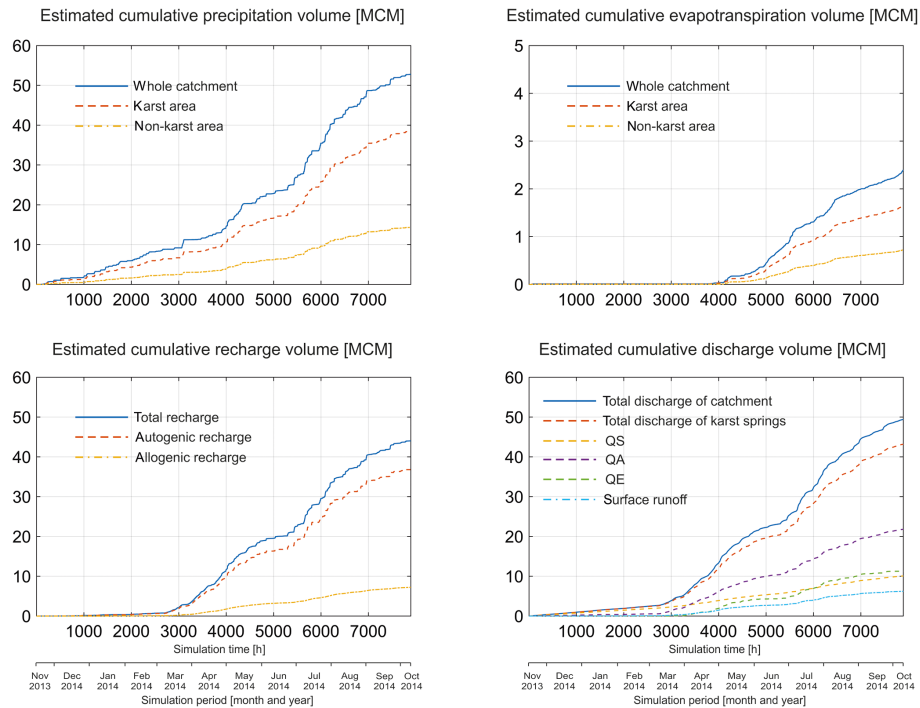 Estimated cumulative precipitation volume [MCM]
60
50
40
30
20
10
0
Whole catchment
Karst area
Non-karst area
1000 2000 3000 4000 5000 6000 7000
Estimated cumulative evapotranspiration volume [MCM]
5
4
3
2
1
0
Whole catchment
Karst area
Non-karst area
1000 2000 3000 4000 5000 6000 7000
Estimated cumulative recharge volume [MCM]
60
50
40
30
20
10
0
Total recharge
Autogenic recharge
Allogenic recharge
1000 2000 3000 4000 5000 6000 7000
Simulation time [h]
Nov Dec Jan Feb Mar Apr May Jun Jul Aug Sep Oct
2013 2014 2014 2014 2014 2014 2014 2014 2014 2014 2014 2014
Simulation period [month and year]
Estimated cumulative discharge volume [MCM]
60
50
40
30
20
10
0
Total discharge of catchment
Total discharge of karst springs
QS
QA
QE
Surface runoff
1000 2000 3000 4000 5000 6000 7000
Simulation time [h]
Nov Dec Jan Feb Mar Apr May Jun Jul Aug Sep Oct
2013 2014 2014 2014 2014 2014 2014 2014 2014 2014 2014 2014
Simulation period [month and year]